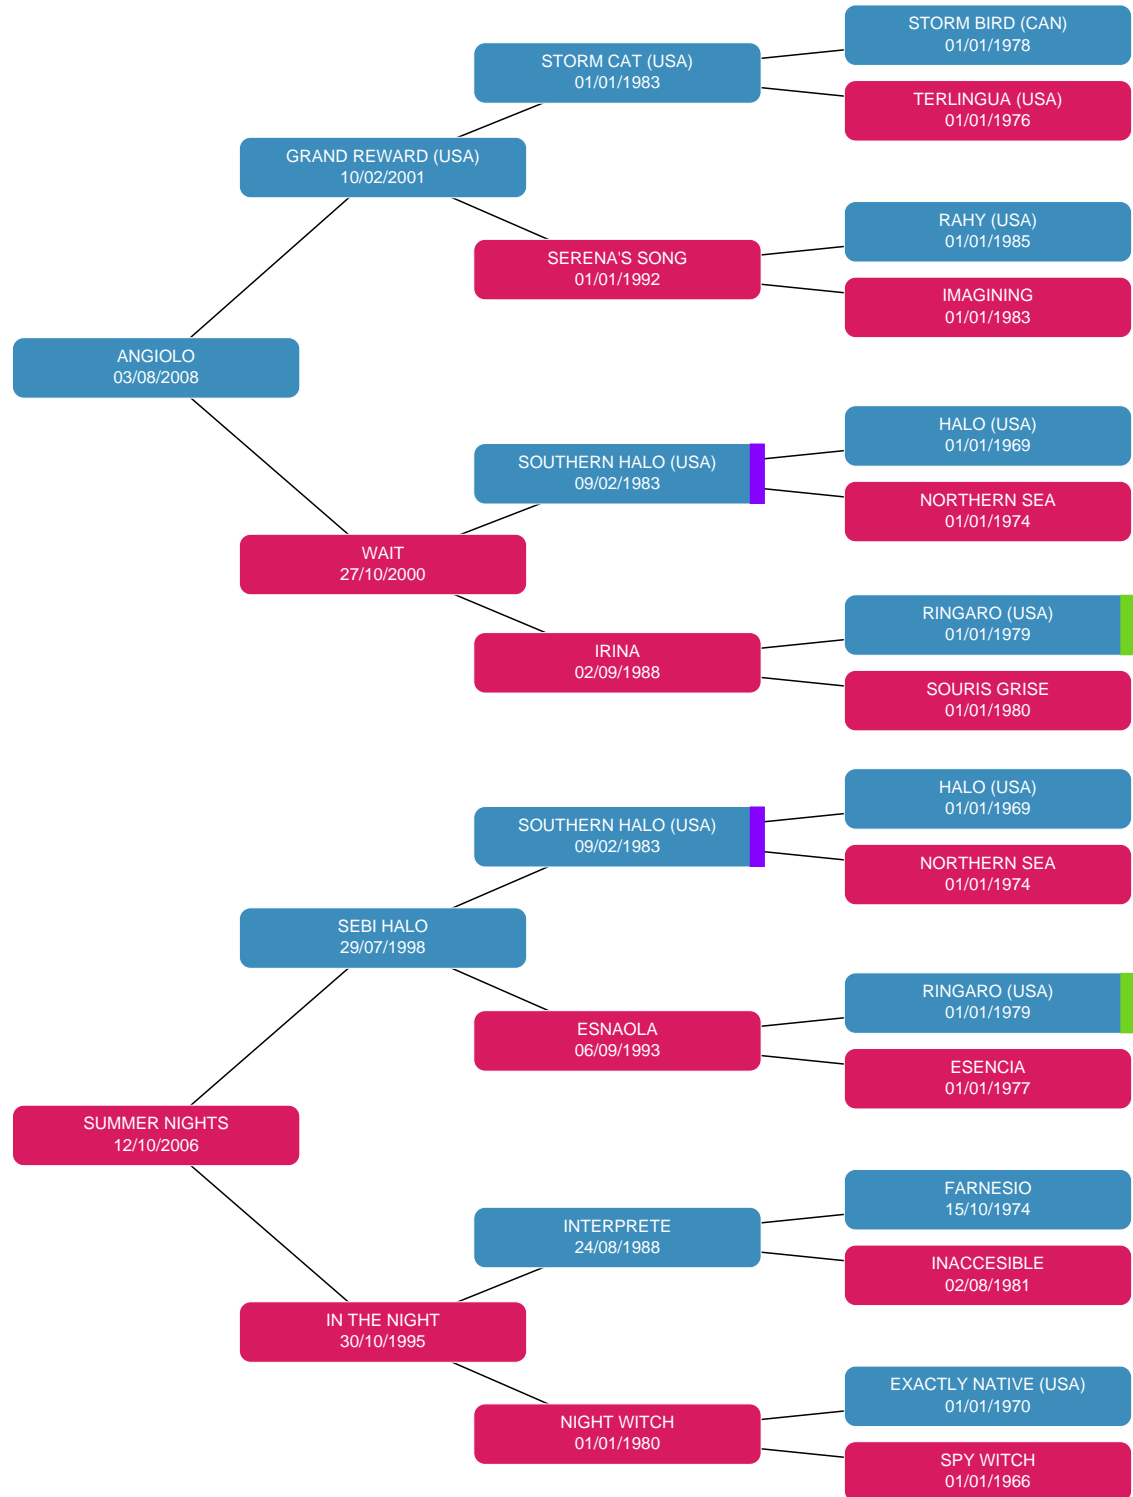 STORM BIRD (CAN)
01/01/1978
STORM CAT (USA)
01/01/1983
TERLINGUA (USA)
01/01/1976
GRAND REWARD (USA)
10/02/2001
RAHY (USA)
01/01/1985
SERENA'S SONG
01/01/1992
IMAGINING
01/01/1983
ANGIOLO
03/08/2008
HALO (USA)
01/01/1969
SOUTHERN HALO (USA)
09/02/1983
NORTHERN SEA
01/01/1974
WAIT
27/10/2000
RINGARO (USA)
01/01/1979
IRINA
02/09/1988
SOURIS GRISE
01/01/1980
HALO (USA)
01/01/1969
SOUTHERN HALO (USA)
09/02/1983
NORTHERN SEA
01/01/1974
SEBI HALO
29/07/1998
RINGARO (USA)
01/01/1979
ESNAOLA
06/09/1993
ESENCIA
01/01/1977
SUMMER NIGHTS
12/10/2006
FARNESIO
15/10/1974
INTERPRETE
24/08/1988
INACCESIBLE
02/08/1981
IN THE NIGHT
30/10/1995
EXACTLY NATIVE (USA)
01/01/1970
NIGHT WITCH
01/01/1980
SPY WITCH
01/01/1966